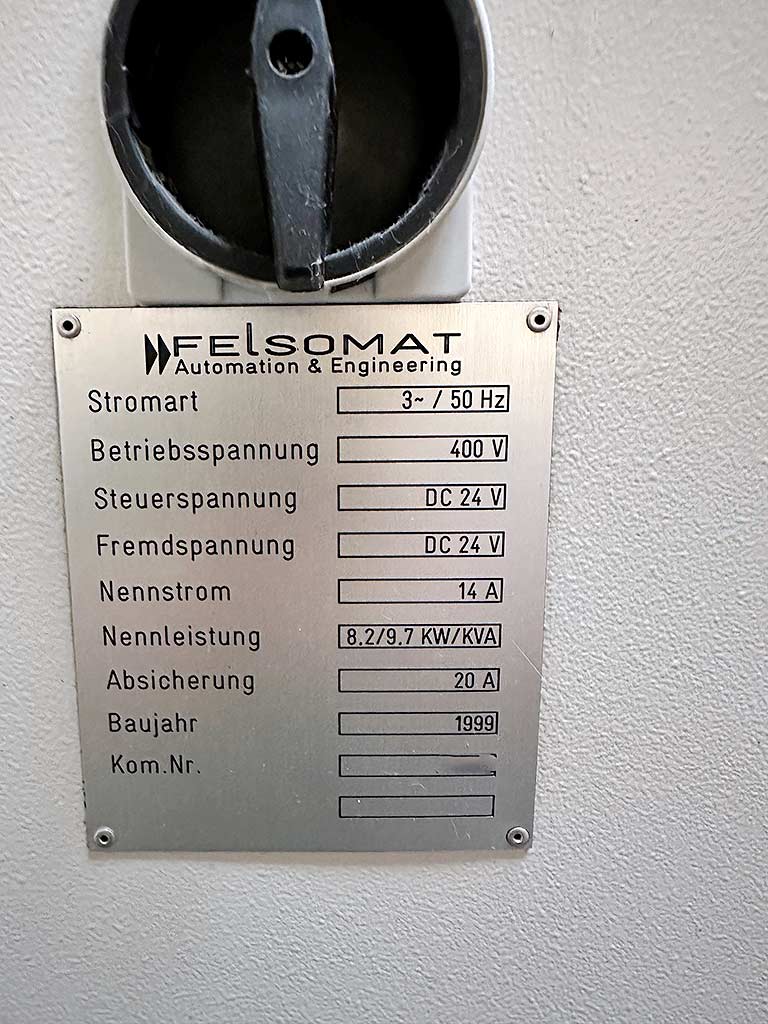 FELSOMAT
Automation & Engineering
Stromart 3~ / 50 Hz
Betriebsspannung 400 V
Steuerspannung DC 24 V
Fremdspannung DC 24 V
Nennstrom 14 A
Nennleistung 8.2/9.7 KW/KVA
Absicherung 20 A
Baujahr 1999
Kom.Nr.